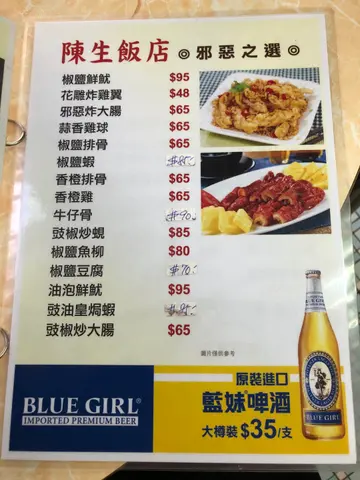 陳生飯店 ◎ 邪惡之選 ◎
椒鹽鮮魷 $95
花雕炸雞翼 $48
邪惡炸大腸 $65
蒜香雞球 $65
椒鹽排骨 $65
椒鹽蝦
香橙排骨 $65
香橙雞 $65
牛仔骨 #90.
豉椒炒蜆 $85
椒鹽魚柳 $80
椒鹽豆腐 #70.
油泡鮮魷 $95
豉油皇焗蝦
豉椒炒大腸 $65
圖片僅供參考
BLUE GIRL®
IMPORTED PREMIUM BEER
原裝進口
藍妹啤酒
大樽裝 $35/支
BLUE GIRL